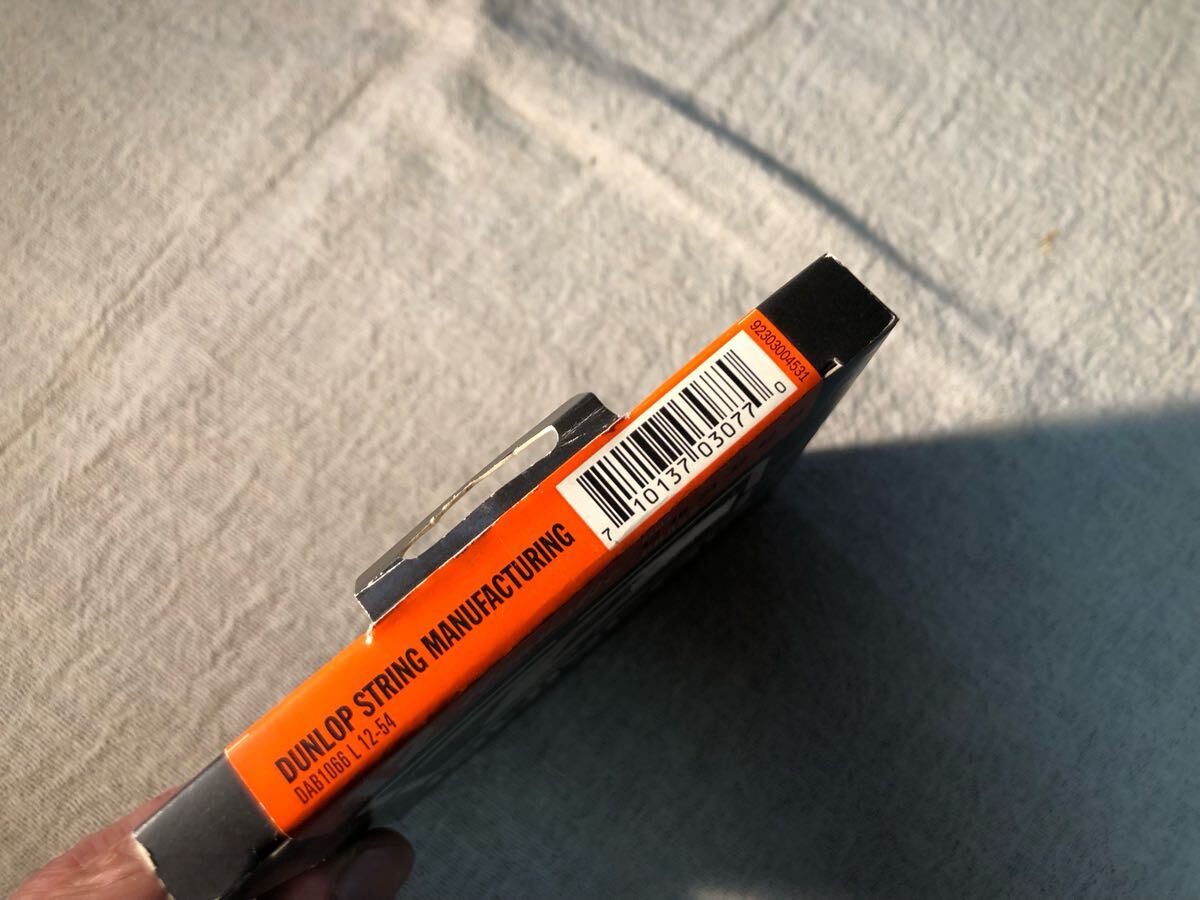 DUNLOP STRING MANUFACTURING
DAB1066 L 12-54
7 10137 03077 0
92303004531